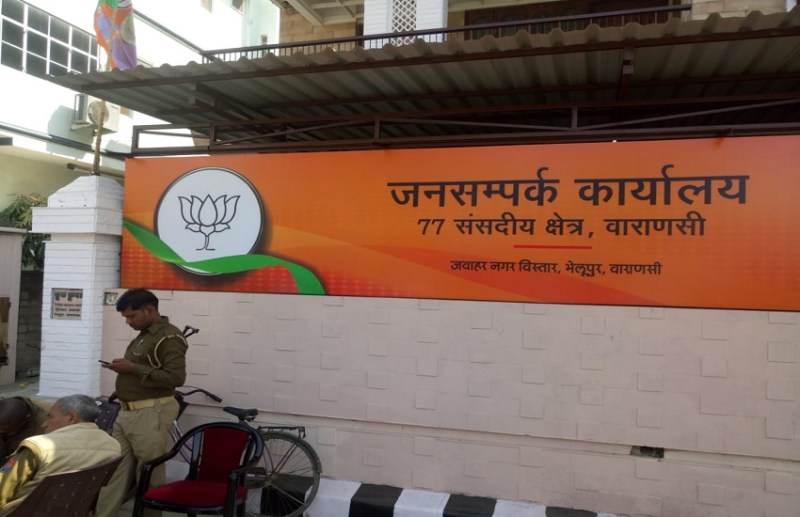 जनसम्पर्क कार्यालय
77 संसदीय क्षेत्र, वाराणसी
जवाहर नगर विस्तार, भेलूपुर, वाराणसी